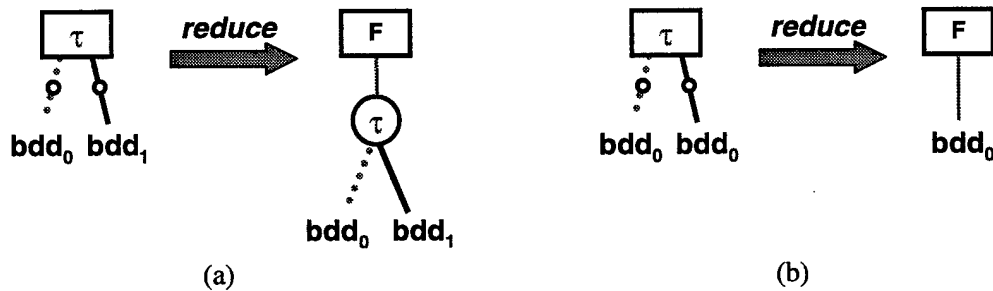 τ reduce F
τ
bdd₀ bdd₁
bdd₀ bdd₁
(a)
τ reduce F
bdd₀ bdd₀ bdd₀
(b)